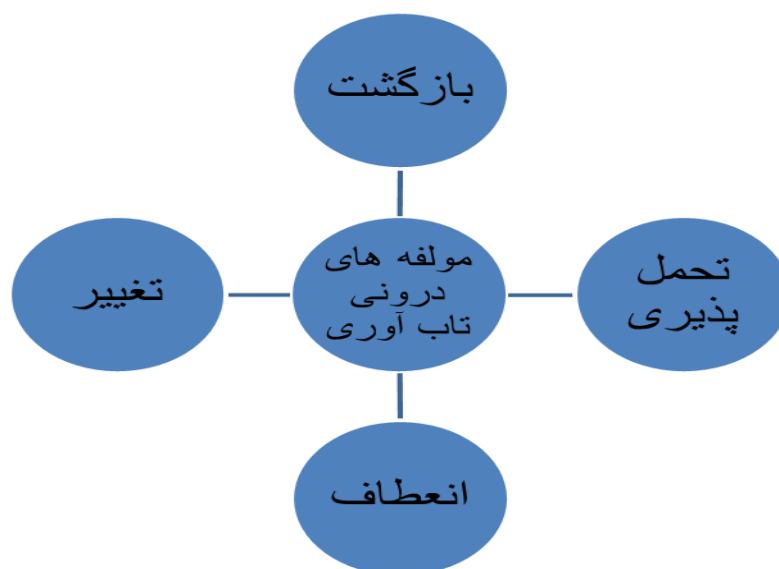 بازگشت
مولفه های
درونی
تاب آوری
تحمل
پذیری
تغییر
انعطاف